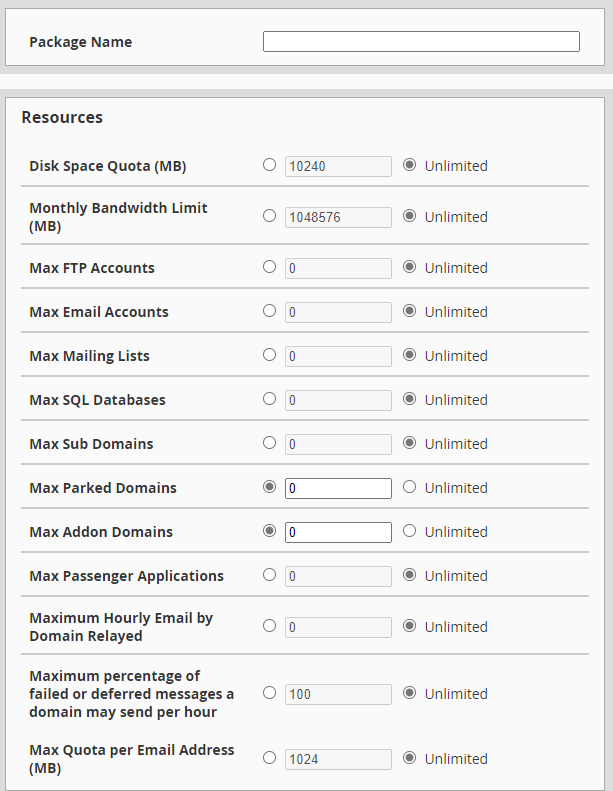 Package Name
Resources
Disk Space Quota (MB) 10240 Unlimited
Monthly Bandwidth Limit
(MB) 1048576 Unlimited
Max FTP Accounts 0 Unlimited
Max Email Accounts 0 Unlimited
Max Mailing Lists 0 Unlimited
Max SQL Databases 0 Unlimited
Max Sub Domains 0 Unlimited
Max Parked Domains 0 Unlimited
Max Addon Domains 0 Unlimited
Max Passenger Applications 0 Unlimited
Maximum Hourly Email by
Domain Relayed 0 Unlimited
Maximum percentage of
failed or deferred messages a 100 Unlimited
domain may send per hour
Max Quota per Email Address
(MB) 1024 Unlimited